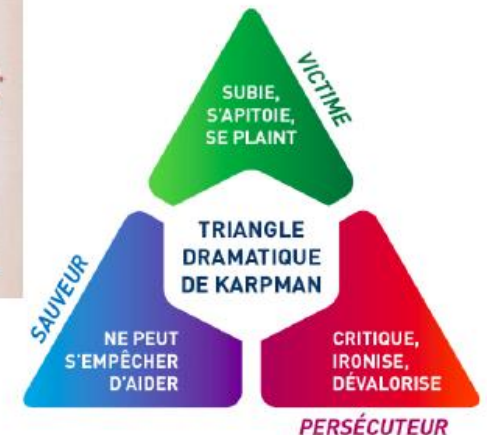 VICTIME
SUBIE,
S'APITOIE,
SE PLAINT
TRIANGLE
DRAMATIQUE
DE KARPMAN
SAUVEUR
NE PEUT
S'EMPÊCHER
D'AIDER
CRITIQUE,
IRONISE,
DÉVALORISE
PERSÉCUTEUR